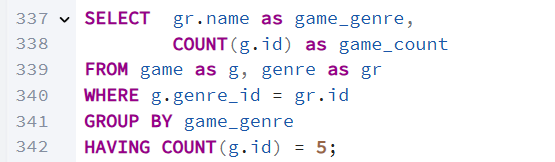 337 SELECT  gr.name as game_genre,
338         COUNT(g.id) as game_count
339 FROM game as g, genre as gr
340 WHERE g.genre_id = gr.id
341 GROUP BY game_genre
342 HAVING COUNT(g.id) = 5;